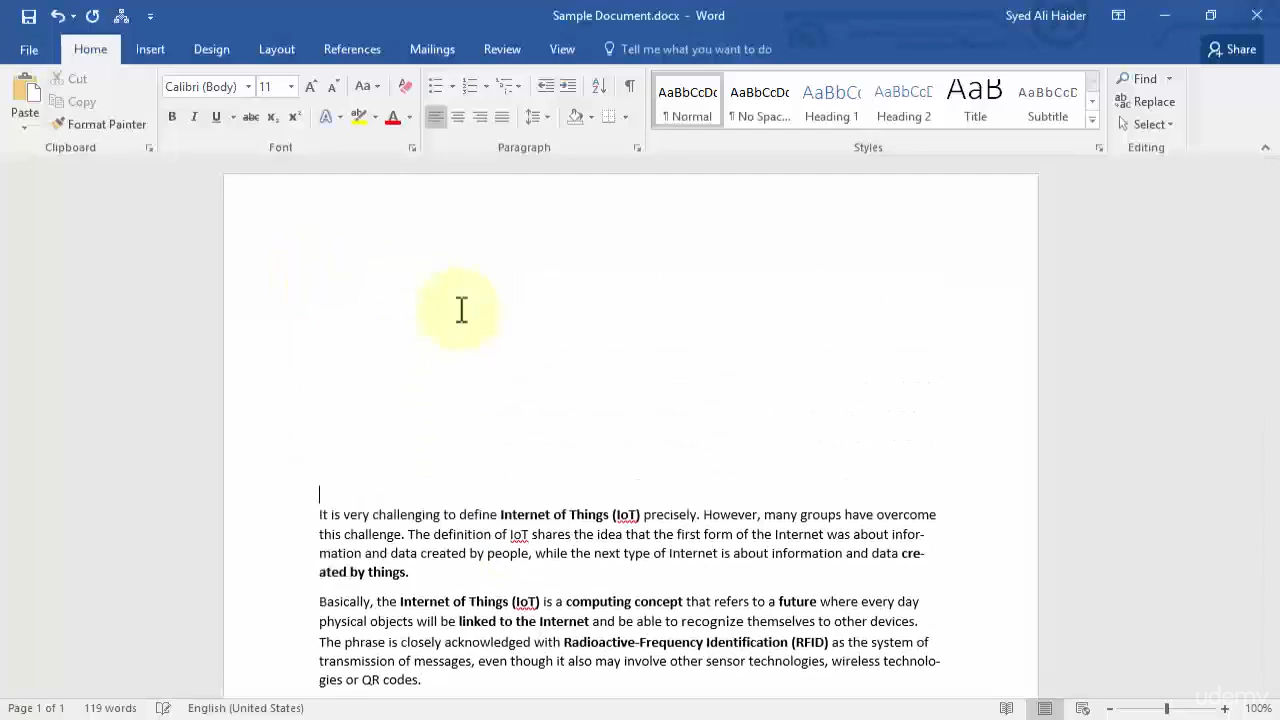 Sample Document.docx - Word
Syed Ali Haider
File Home Insert Design Layout References Mailings Review View Tell me what you want to do Share
Paste
Cut
Copy
Format Painter
Clipboard
Calibri (Body) 11
Font
Paragraph
AaBbCcDc AaBbCcDc AaBbCc AaBbCcC AaB AaBbCcC
¶ Normal ¶ No Spac... Heading 1 Heading 2 Title Subtitle
Styles
Find
Replace
Select
Editing
It is very challenging to define Internet of Things (IoT) precisely. However, many groups have overcome
this challenge. The definition of IoT shares the idea that the first form of the Internet was about infor-
mation and data created by people, while the next type of Internet is about information and data cre-
ated by things.
Basically, the Internet of Things (IoT) is a computing concept that refers to a future where every day
physical objects will be linked to the Internet and be able to recognize themselves to other devices.
The phrase is closely acknowledged with Radioactive-Frequency Identification (RFID) as the system of
transmission of messages, even though it also may involve other sensor technologies, wireless technolo-
gies or QR codes.
udemy
Page 1 of 1 119 words English (United States) 100%